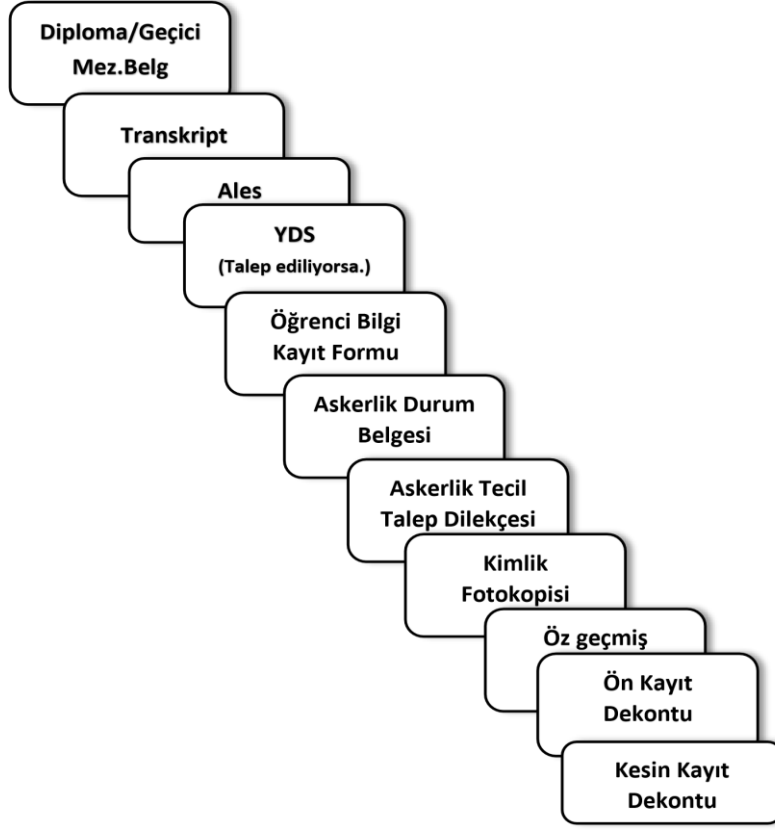 Diploma/Geçici
Mez.Belg
Transkript
Ales
YDS
(Talep ediliyorsa.)
Öğrenci Bilgi
Kayıt Formu
Askerlik Durum
Belgesi
Askerlik Tecil
Talep Dilekçesi
Kimlik
Fotokopisi
Öz geçmiş
Ön Kayıt
Dekontu
Kesin Kayıt
Dekontu